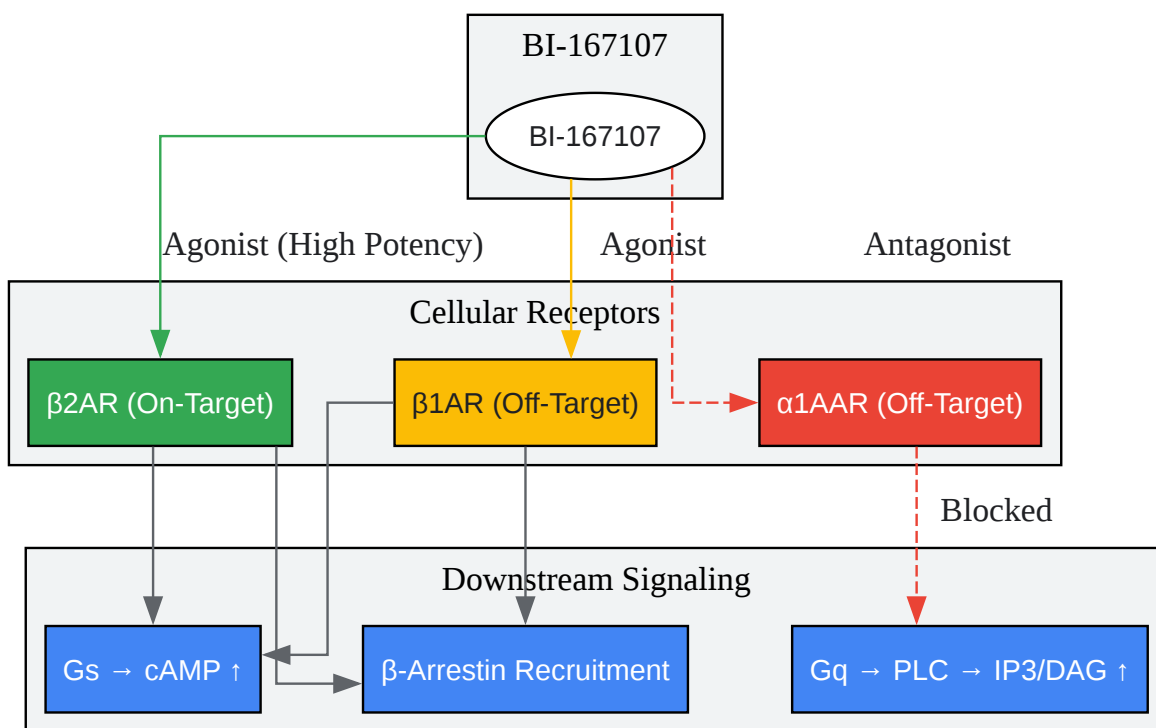 BI-167107
BI-167107
Agonist (High Potency)
Agonist
Antagonist
Cellular Receptors
β2AR (On-Target)
β1AR (Off-Target)
α1AAR (Off-Target)
Blocked
Downstream Signaling
Gs → cAMP ↑
β-Arrestin Recruitment
Gq → PLC → IP3/DAG ↑